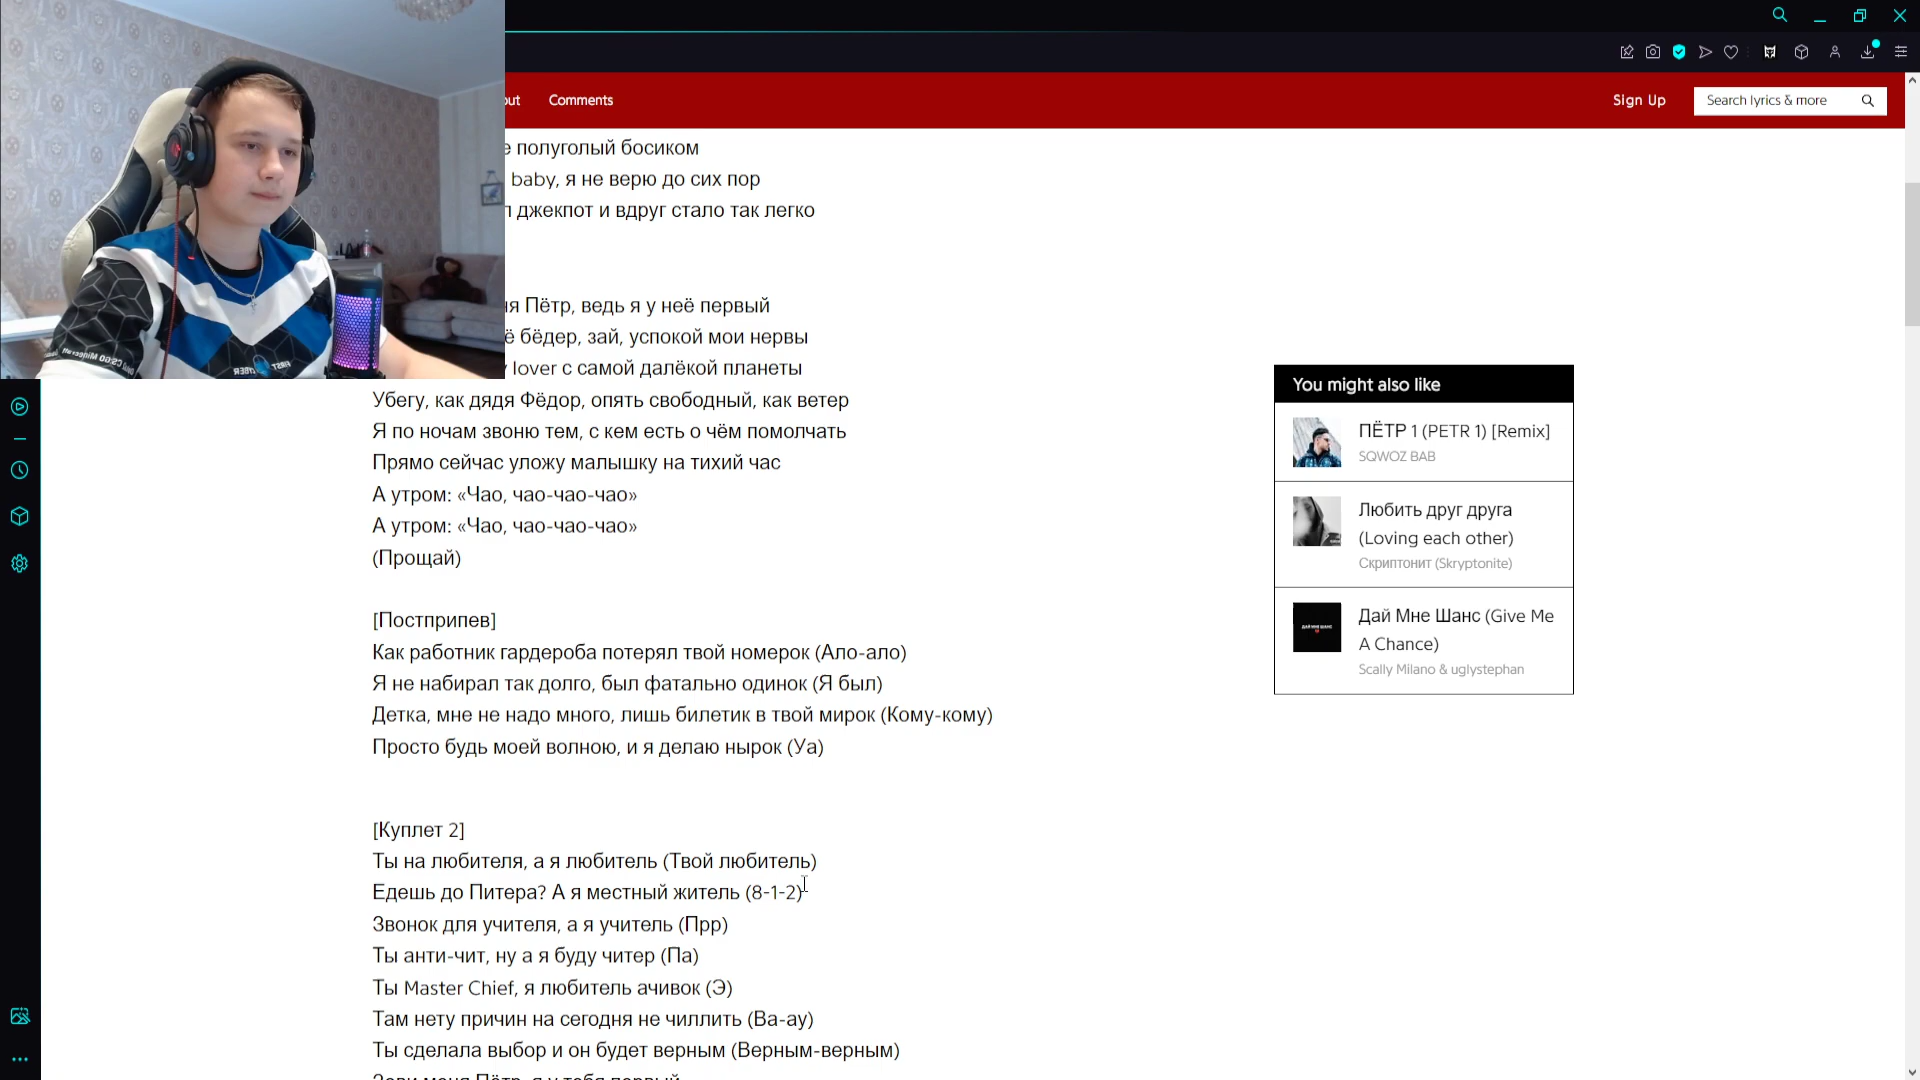 out
Comments
Sign Up
Search lyrics & more
е полуголый босиком
baby, я не верю до сих пор
л джекпот и вдруг стало так легко
ня Пётр, ведь я у неё первый
ё бёдер, зай, успокой мои нервы
y lover с самой далёкой планеты
Убегу, как дядя Фёдор, опять свободный, как ветер
Я по ночам звоню тем, с кем есть о чём помолчать
Прямо сейчас уложу малышку на тихий час
А утром: «Чао, чао-чао-чао»
А утром: «Чао, чао-чао-чао»
(Прощай)
[Постприпев]
Как работник гардероба потерял твой номерок (Ало-ало)
Я не набирал так долго, был фатально одинок (Я был)
Детка, мне не надо много, лишь билетик в твой мирок (Кому-кому)
Просто будь моей волною, и я делаю нырок (Уа)
[Куплет 2]
Ты на любителя, а я любитель (Твой любитель)
Едешь до Питера? А я местный житель (8-1-2)
Звонок для учителя, а я учитель (Прр)
Ты анти-чит, ну а я буду читер (Па)
Ты Master Chief, я любитель ачивок (Э)
Там нету причин на сегодня не чиллить (Ва-ау)
Ты сделала выбор и он будет верным (Верным-верным)
Зови меня Пётр, я у тебя первый
You might also like
ПЁТР 1 (PETR 1) [Remix]
SQWOZ BAB
Любить друг друга
(Loving each other)
Скриптонит (Skryptonite)
Дай Мне Шанс (Give Me
A Chance)
Scally Milano & uglystephan